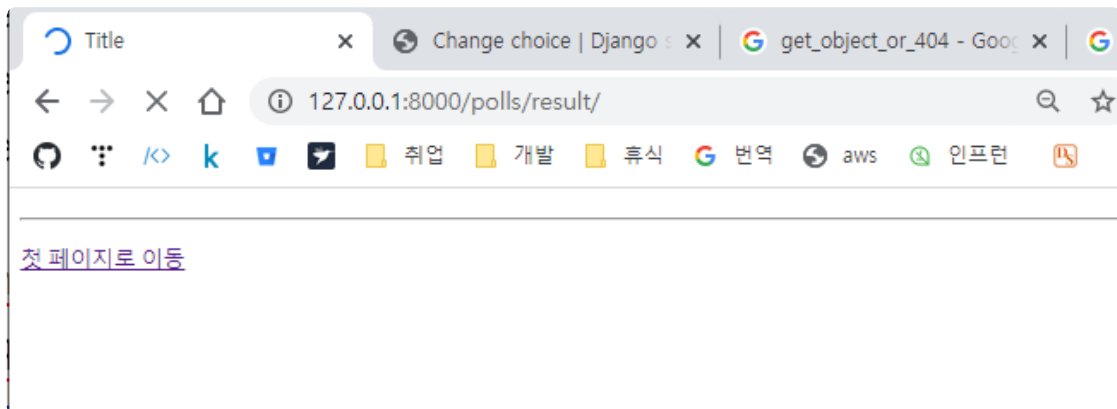 Title Change choice | Django s get_object_or_404 - Goog
127.0.0.1:8000/polls/result/
취업 개발 휴식 번역 aws 인프런
첫 페이지로 이동